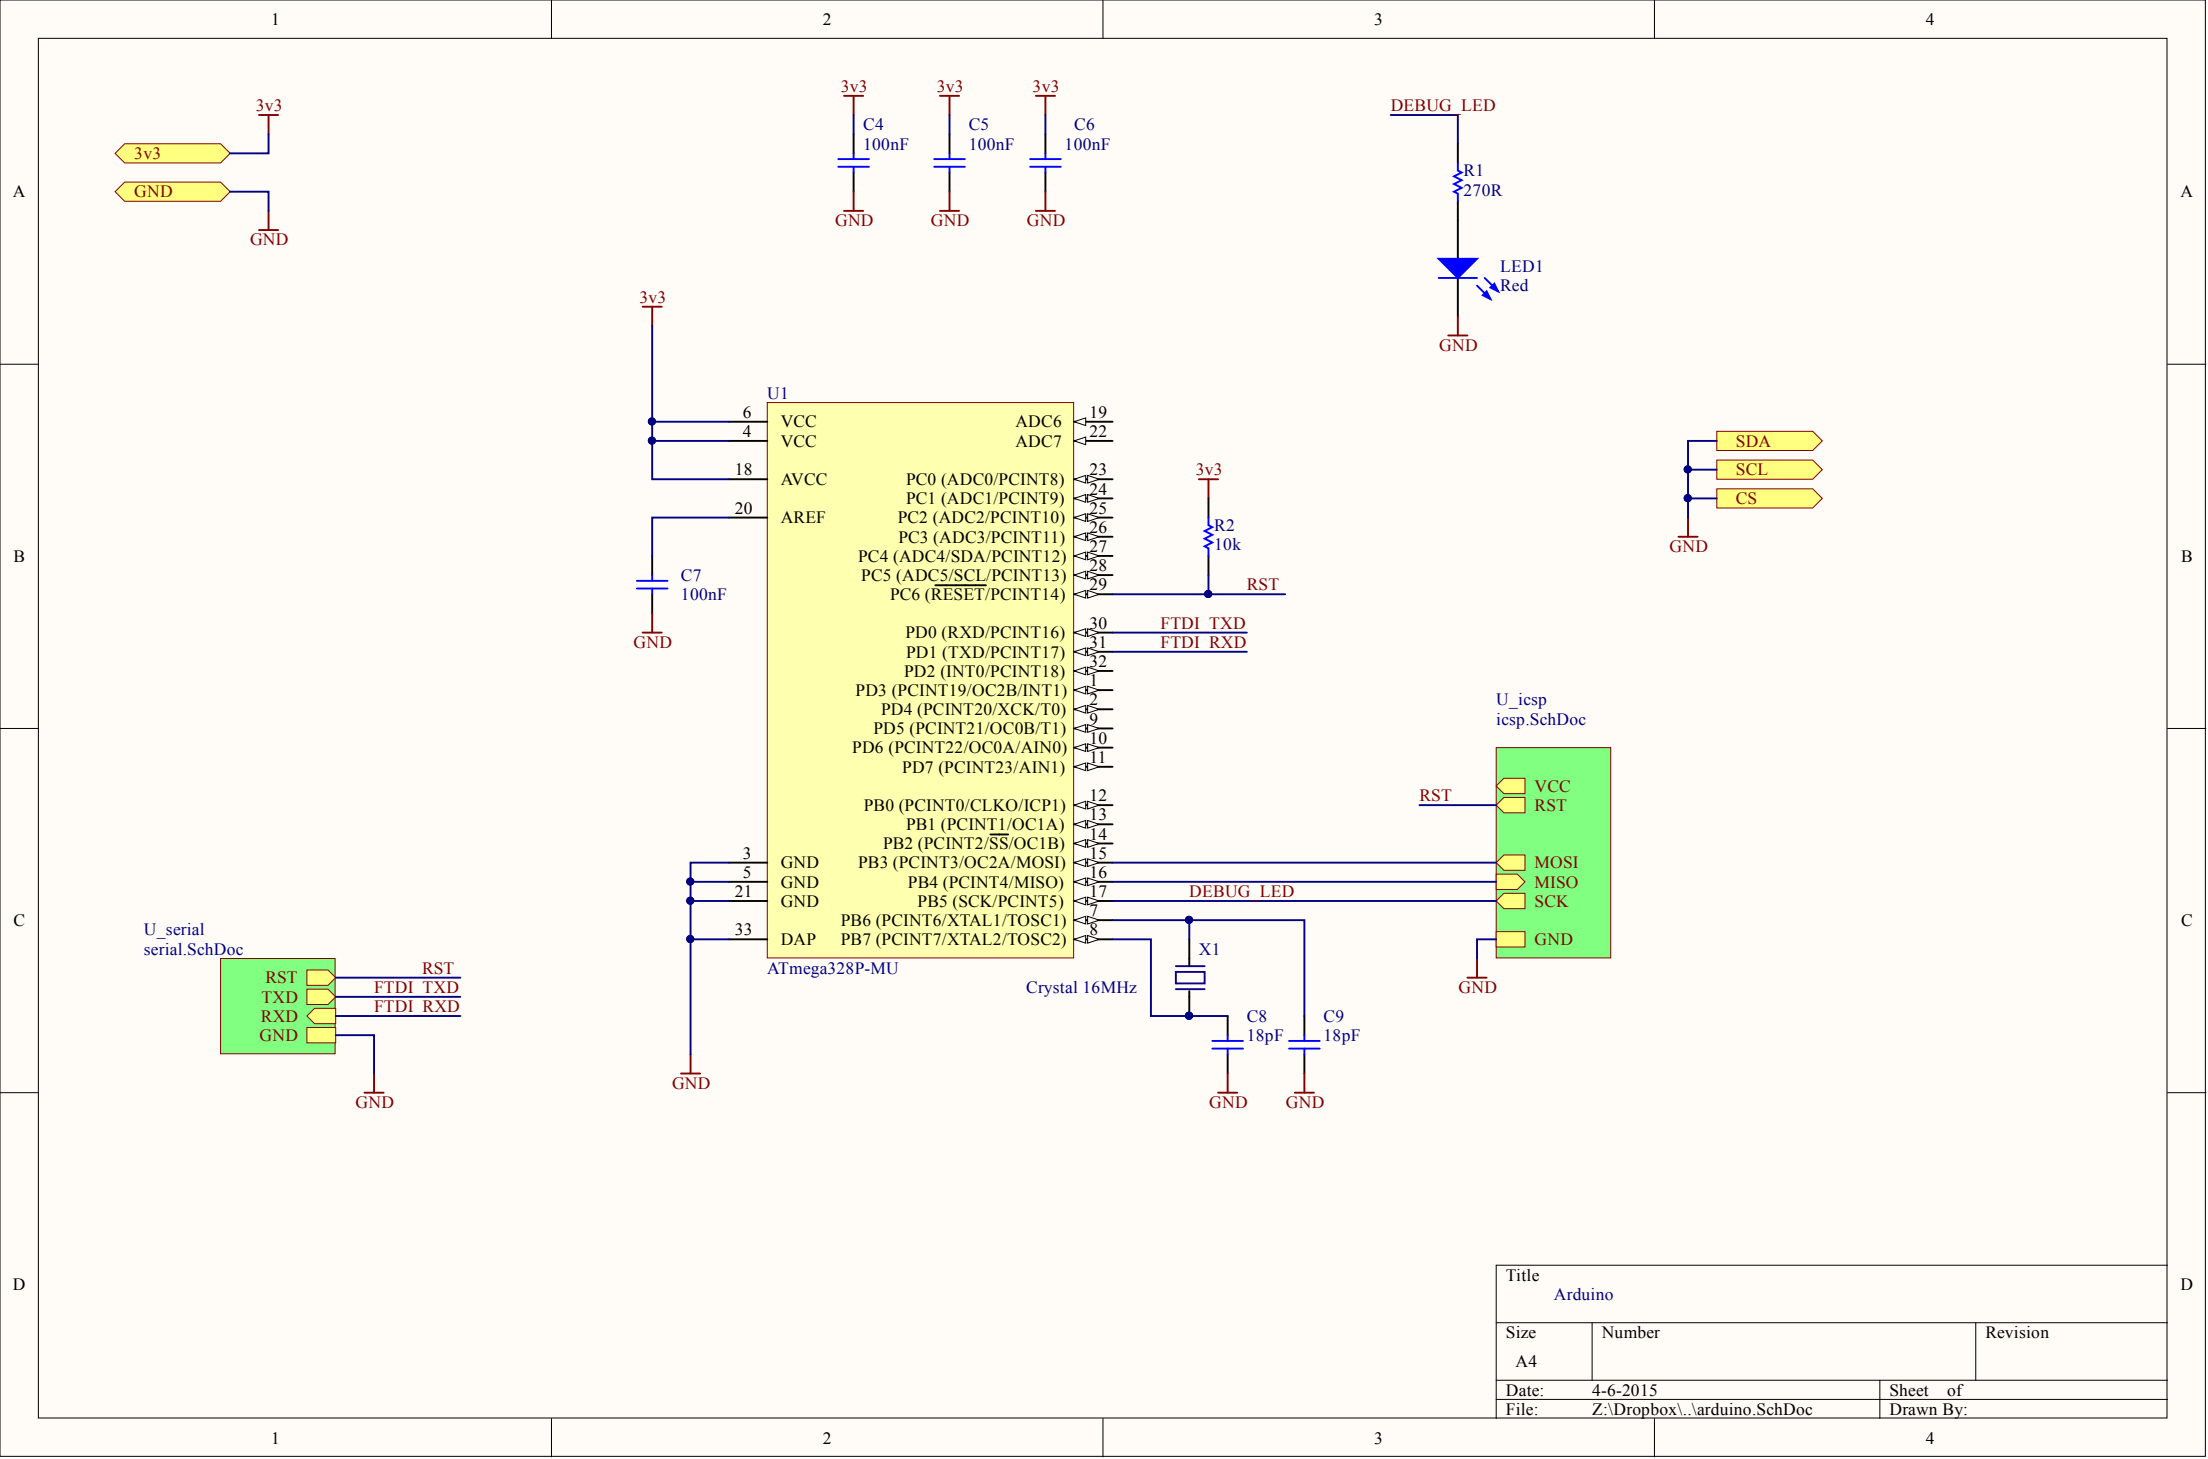 1 2 3 4
A A
B B
C C
D D
1 2 3 4
3v3
3v3
GND
GND
3v3
C4
100nF
GND
3v3
C5
100nF
GND
3v3
C6
100nF
GND
DEBUG_LED
R1
270R
LED1
Red
GND
3v3
C7
100nF
GND
GND
U1
6 VCC
4 VCC
18 AVCC
20 AREF
3 GND
5 GND
21 GND
33 DAP
ADC6 19
ADC7 22
PC0 (ADC0/PCINT8) 23
PC1 (ADC1/PCINT9) 24
PC2 (ADC2/PCINT10) 25
PC3 (ADC3/PCINT11) 26
PC4 (ADC4/SDA/PCINT12) 27
PC5 (ADC5/SCL/PCINT13) 28
PC6 (RESET/PCINT14) 29
PD0 (RXD/PCINT16) 30
PD1 (TXD/PCINT17) 31
PD2 (INT0/PCINT18) 32
PD3 (PCINT19/OC2B/INT1) 1
PD4 (PCINT20/XCK/T0) 2
PD5 (PCINT21/OC0B/T1) 9
PD6 (PCINT22/OC0A/AIN0) 10
PD7 (PCINT23/AIN1) 11
PB0 (PCINT0/CLKO/ICP1) 12
PB1 (PCINT1/OC1A) 13
PB2 (PCINT2/SS/OC1B) 14
PB3 (PCINT3/OC2A/MOSI) 15
PB4 (PCINT4/MISO) 16
PB5 (SCK/PCINT5) 17
PB6 (PCINT6/XTAL1/TOSC1) 7
PB7 (PCINT7/XTAL2/TOSC2) 8
ATmega328P-MU
3v3
R2
10k
RST
FTDI_TXD
FTDI_RXD
DEBUG_LED
X1
Crystal 16MHz
C8
18pF
GND
C9
18pF
GND
SDA
SCL
CS
GND
U_icsp
icsp.SchDoc
VCC
RST RST
MOSI
MISO
SCK
GND
GND
U_serial
serial.SchDoc
RST RST
TXD FTDI_TXD
RXD FTDI_RXD
GND
GND
Title
Arduino
Size Number Revision
A4
Date: 4-6-2015 Sheet of
File: Z:\Dropbox\..\arduino.SchDoc Drawn By: